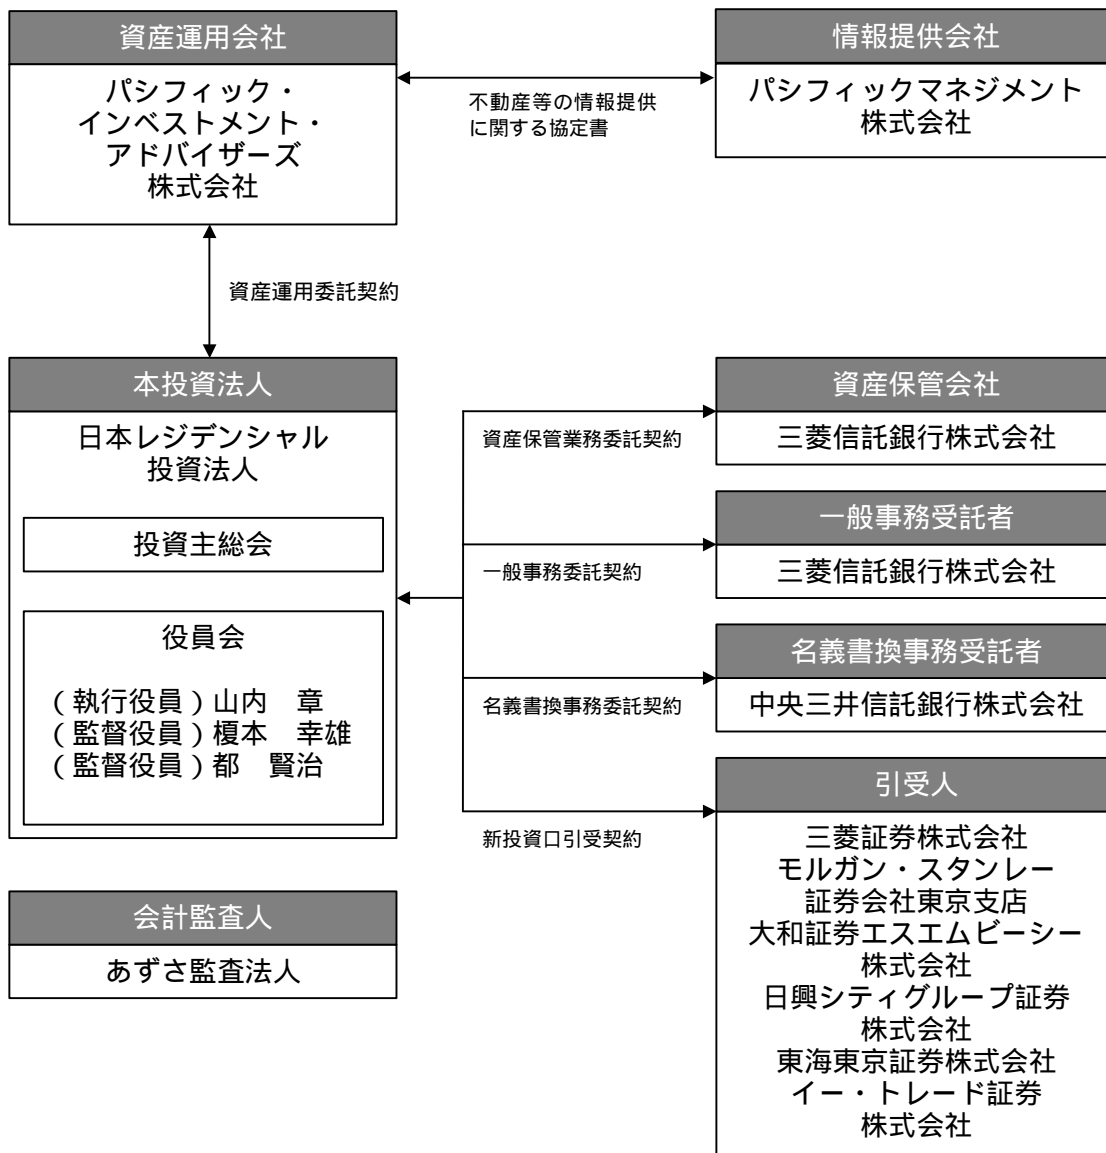 資産運用会社
パシフィック・
インベストメント・
アドバイザーズ
株式会社
不動産等の情報提供
に関する協定書
情報提供会社
パシフィックマネジメント
株式会社
資産運用委託契約
本投資法人
日本レジデンシャル
投資法人
投資主総会
役員会
(執行役員)山内　章
(監督役員)榎本　幸雄
(監督役員)都　賢治
資産保管業務委託契約
資産保管会社
三菱信託銀行株式会社
一般事務委託契約
一般事務受託者
三菱信託銀行株式会社
名義書換事務委託契約
名義書換事務受託者
中央三井信託銀行株式会社
新投資口引受契約
引受人
三菱証券株式会社
モルガン・スタンレー
証券会社東京支店
大和証券エスエムビーシー
株式会社
日興シティグループ証券
株式会社
東海東京証券株式会社
イー・トレード証券
株式会社
会計監査人
あずさ監査法人